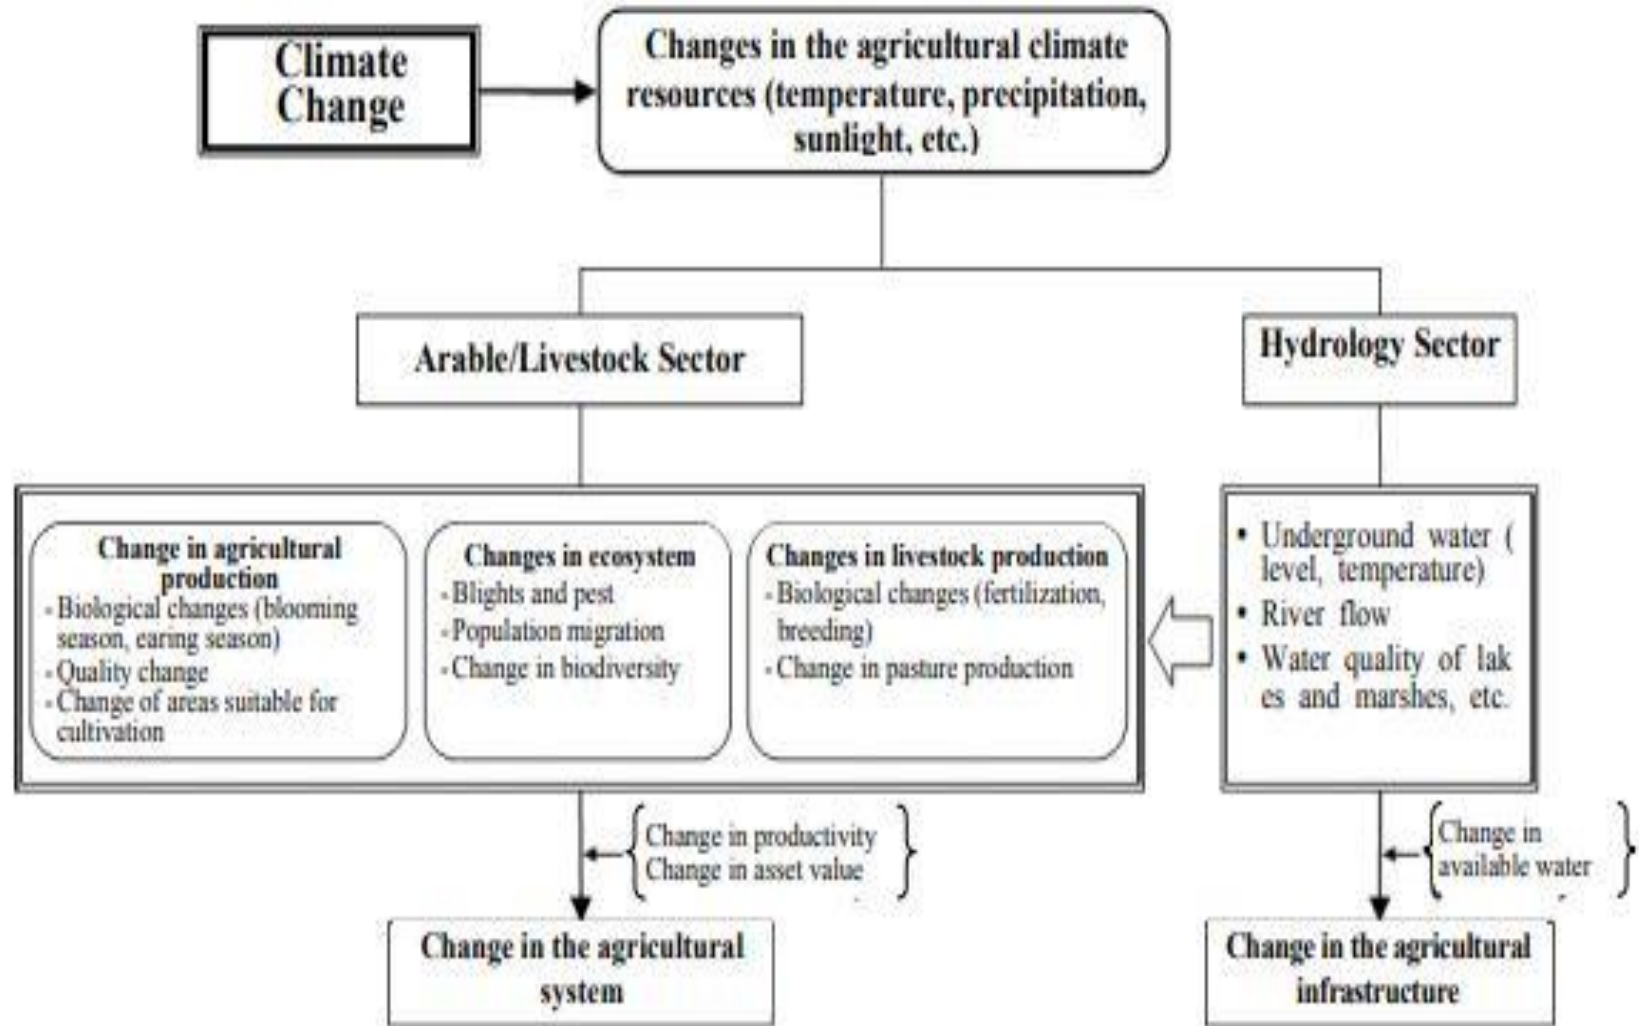 Climate
Change
Changes in the agricultural climate
resources (temperature, precipitation,
sunlight, etc.)
Arable/Livestock Sector
Hydrology Sector
Change in agricultural
production
- Biological changes (blooming
season, earing season)
- Quality change
- Change of areas suitable for
cultivation
Changes in ecosystem
- Blights and pest
- Population migration
- Change in biodiversity
Changes in livestock production
- Biological changes (fertilization,
breeding)
- Change in pasture production
• Underground water (
level, temperature)
• River flow
• Water quality of lak
es and marshes, etc.
Change in productivity
Change in asset value
Change in
available water
Change in the agricultural
system
Change in the agricultural
infrastructure